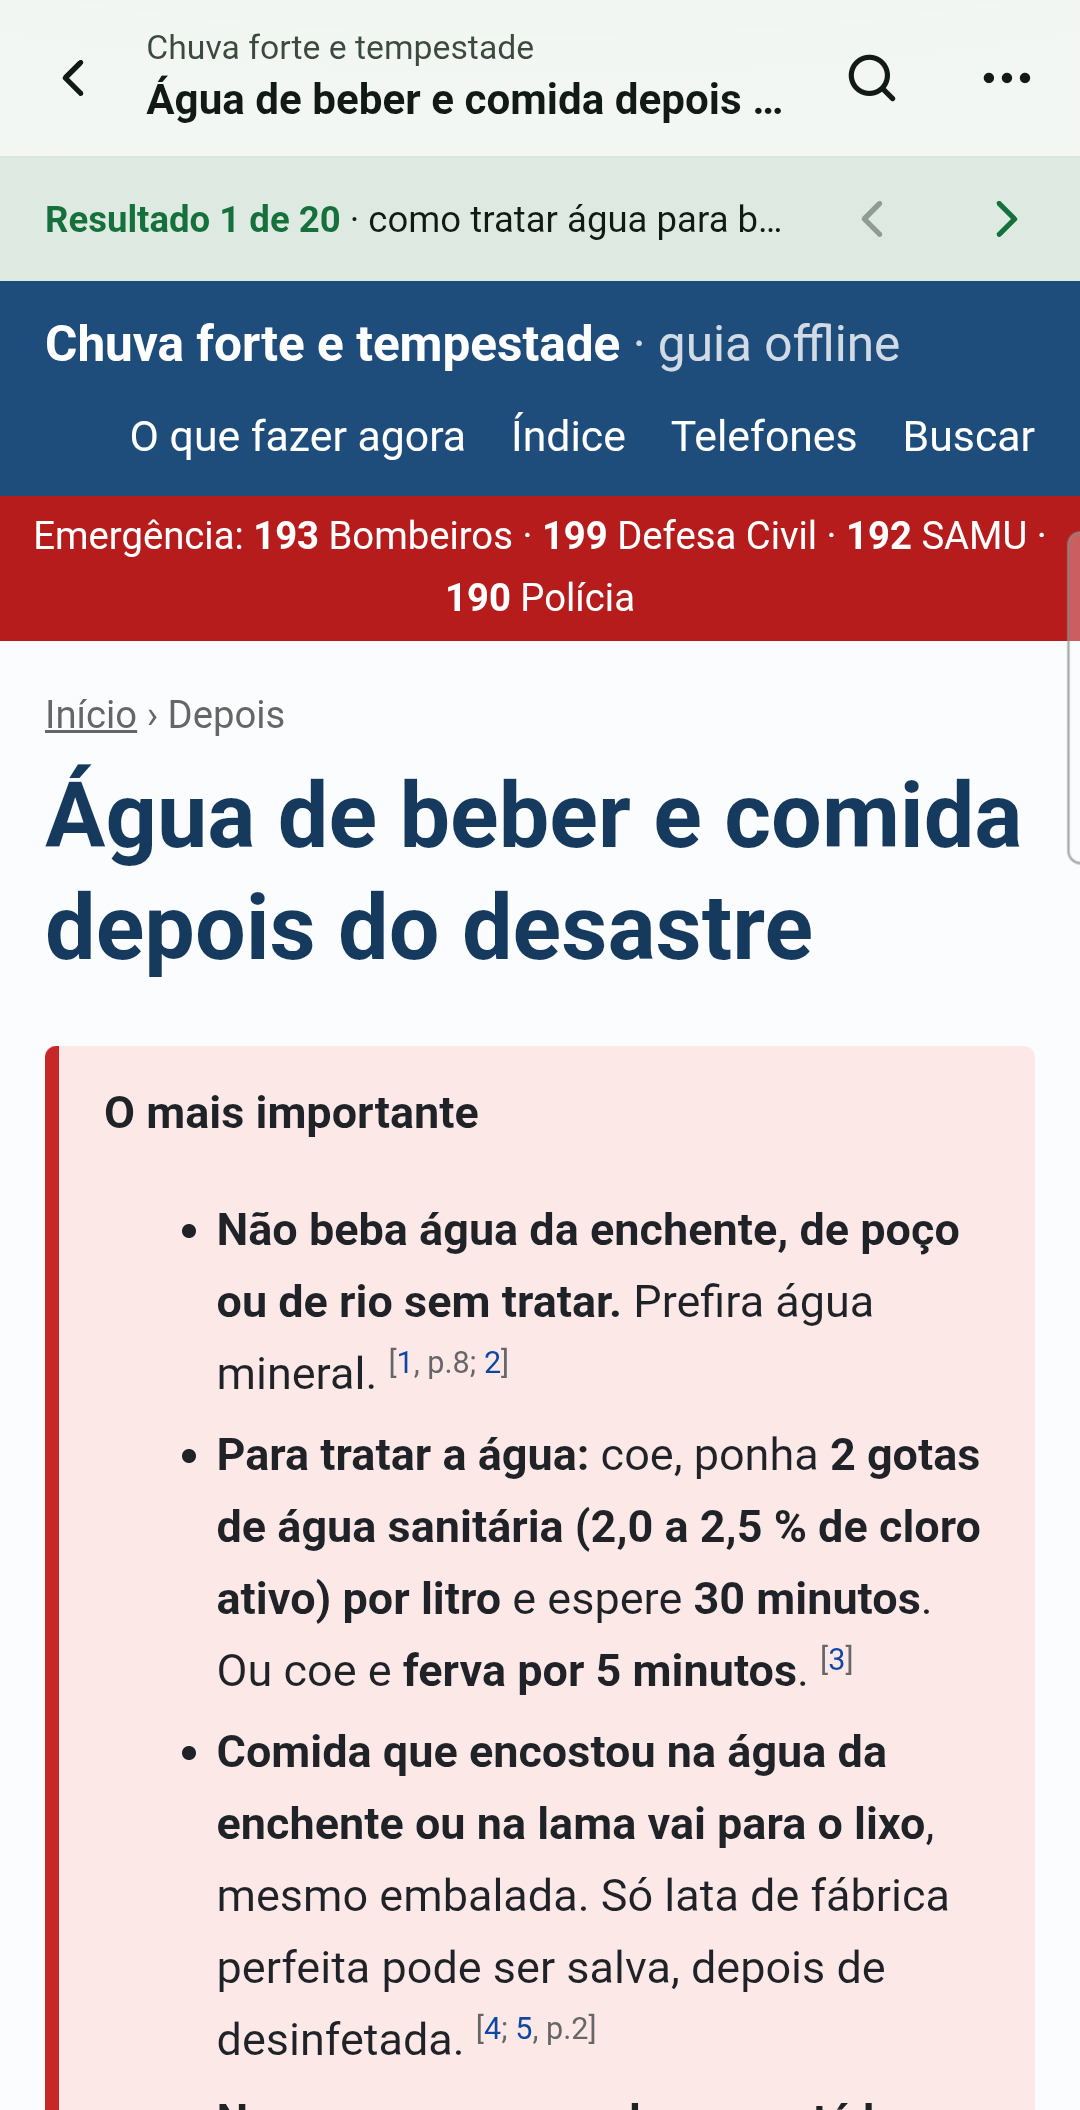 Chuva forte e tempestade
Água de beber e comida depois ...
Resultado 1 de 20 · como tratar água para b...
Chuva forte e tempestade · guia offline
O que fazer agora Índice Telefones Buscar
Emergência: 193 Bombeiros · 199 Defesa Civil · 192 SAMU ·
190 Polícia
Início › Depois
Água de beber e comida
depois do desastre
O mais importante
• Não beba água da enchente, de poço
ou de rio sem tratar. Prefira água
mineral. [1, p.8; 2]
• Para tratar a água: coe, ponha 2 gotas
de água sanitária (2,0 a 2,5 % de cloro
ativo) por litro e espere 30 minutos.
Ou coe e ferva por 5 minutos. [3]
• Comida que encostou na água da
enchente ou na lama vai para o lixo,
mesmo embalada. Só lata de fábrica
perfeita pode ser salva, depois de
desinfetada. [4; 5, p.2]